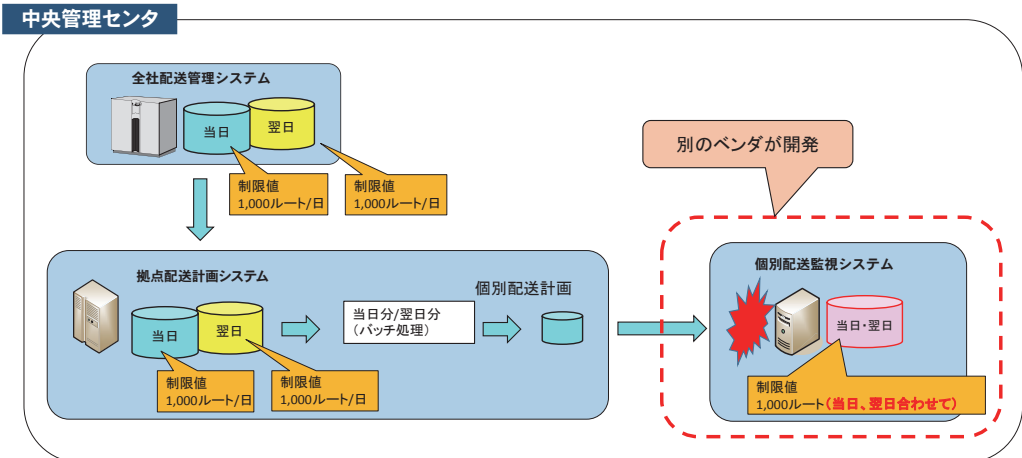 中央管理センタ
全社配送管理システム
当日
翌日
制限値
1,000ルート/日
制限値
1,000ルート/日
別のベンダが開発
拠点配送計画システム
当日
翌日
当日分/翌日分
(バッチ処理)
個別配送計画
制限値
1,000ルート/日
制限値
1,000ルート/日
個別配送監視システム
当日・翌日
制限値
1,000ルート(当日、翌日合わせて)